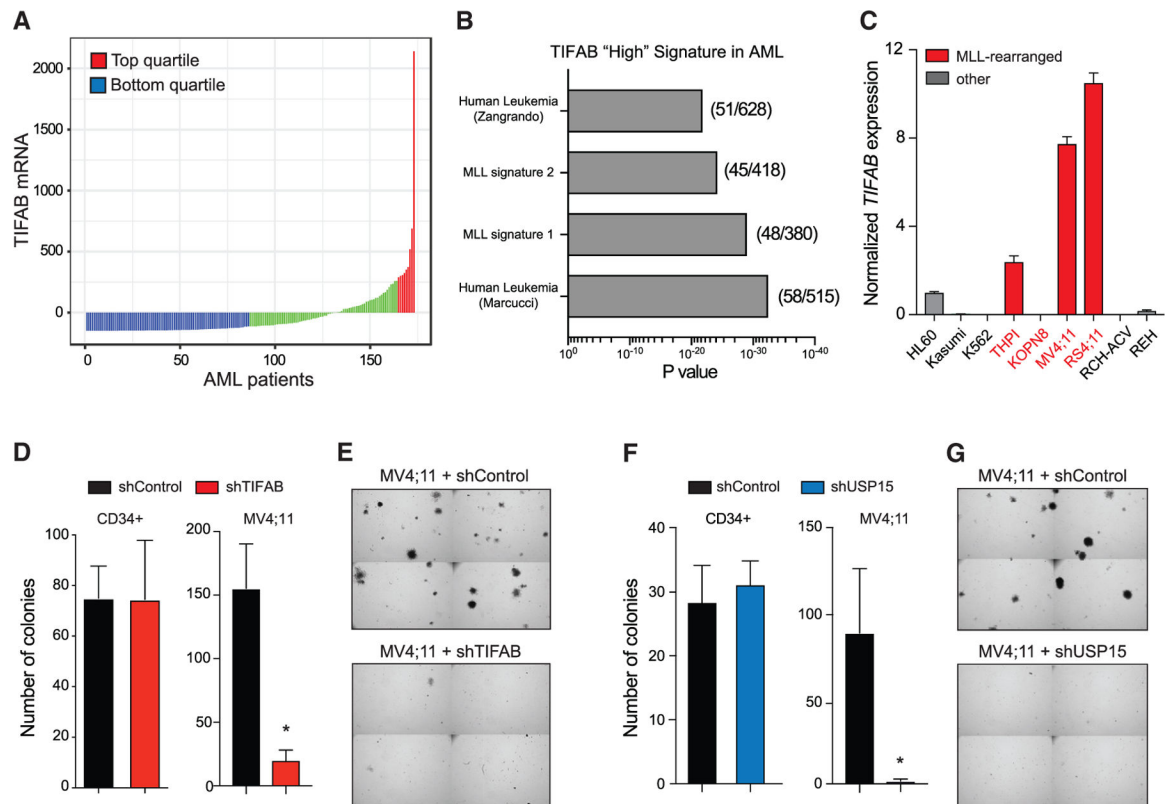 A
TIFAB mRNA
2000
1500
1000
500
0
Top quartile
Bottom quartile
0
50
100
150
AML patients
B
TIFAB "High" Signature in AML
Human Leukemia
(Zangrando)
(51/628)
MLL signature 2
(45/418)
MLL signature 1
(48/380)
Human Leukemia
(Marcucci)
(58/515)
10⁰
10⁻¹⁰
10⁻²⁰
10⁻³⁰
10⁻⁴⁰
P value
C
Normalized TIFAB expression
12
8
4
0
MLL-rearranged
other
HL60
Kasumi
K562
THPI
KOPN8
MV4;11
RS4;11
RCH-ACV
REH
D
shControl
shTIFAB
CD34+
MV4;11
Number of colonies
100
80
60
40
20
0
200
150
100
50
0
*
E
MV4;11 + shControl
MV4;11 + shTIFAB
F
shControl
shUSP15
CD34+
MV4;11
Number of colonies
40
30
20
10
0
150
100
50
0
*
G
MV4;11 + shControl
MV4;11 + shUSP15